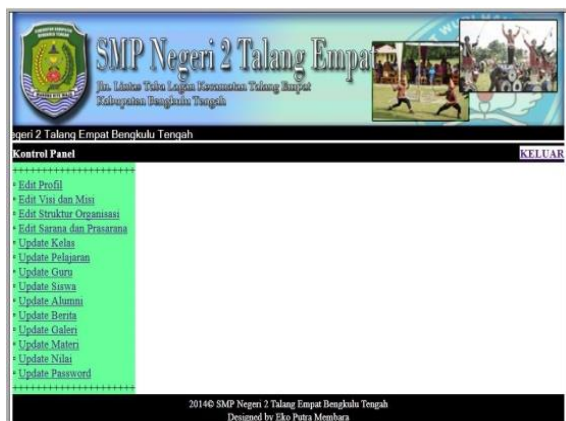 SMP Negeri 2 Talang Empat
Jln. Lintas Taba Lagan Kecamatan Talang Empat
Kabupaten Bengkulu Tengah
egeri 2 Talang Empat Bengkulu Tengah
Kontrol Panel
KELUAR
+++++++++++++++++++++
Edit Profil
Edit Visi dan Misi
Edit Struktur Organisasi
Edit Sarana dan Prasarana
Update Kelas
Update Pelajaran
Update Guru
Update Siswa
Update Alumni
Update Berita
Update Galeri
Update Materi
Update Nilai
Update Password
+++++++++++++++++++++
2014© SMP Negeri 2 Talang Empat Bengkulu Tengah
Designed by Eko Putra Membara